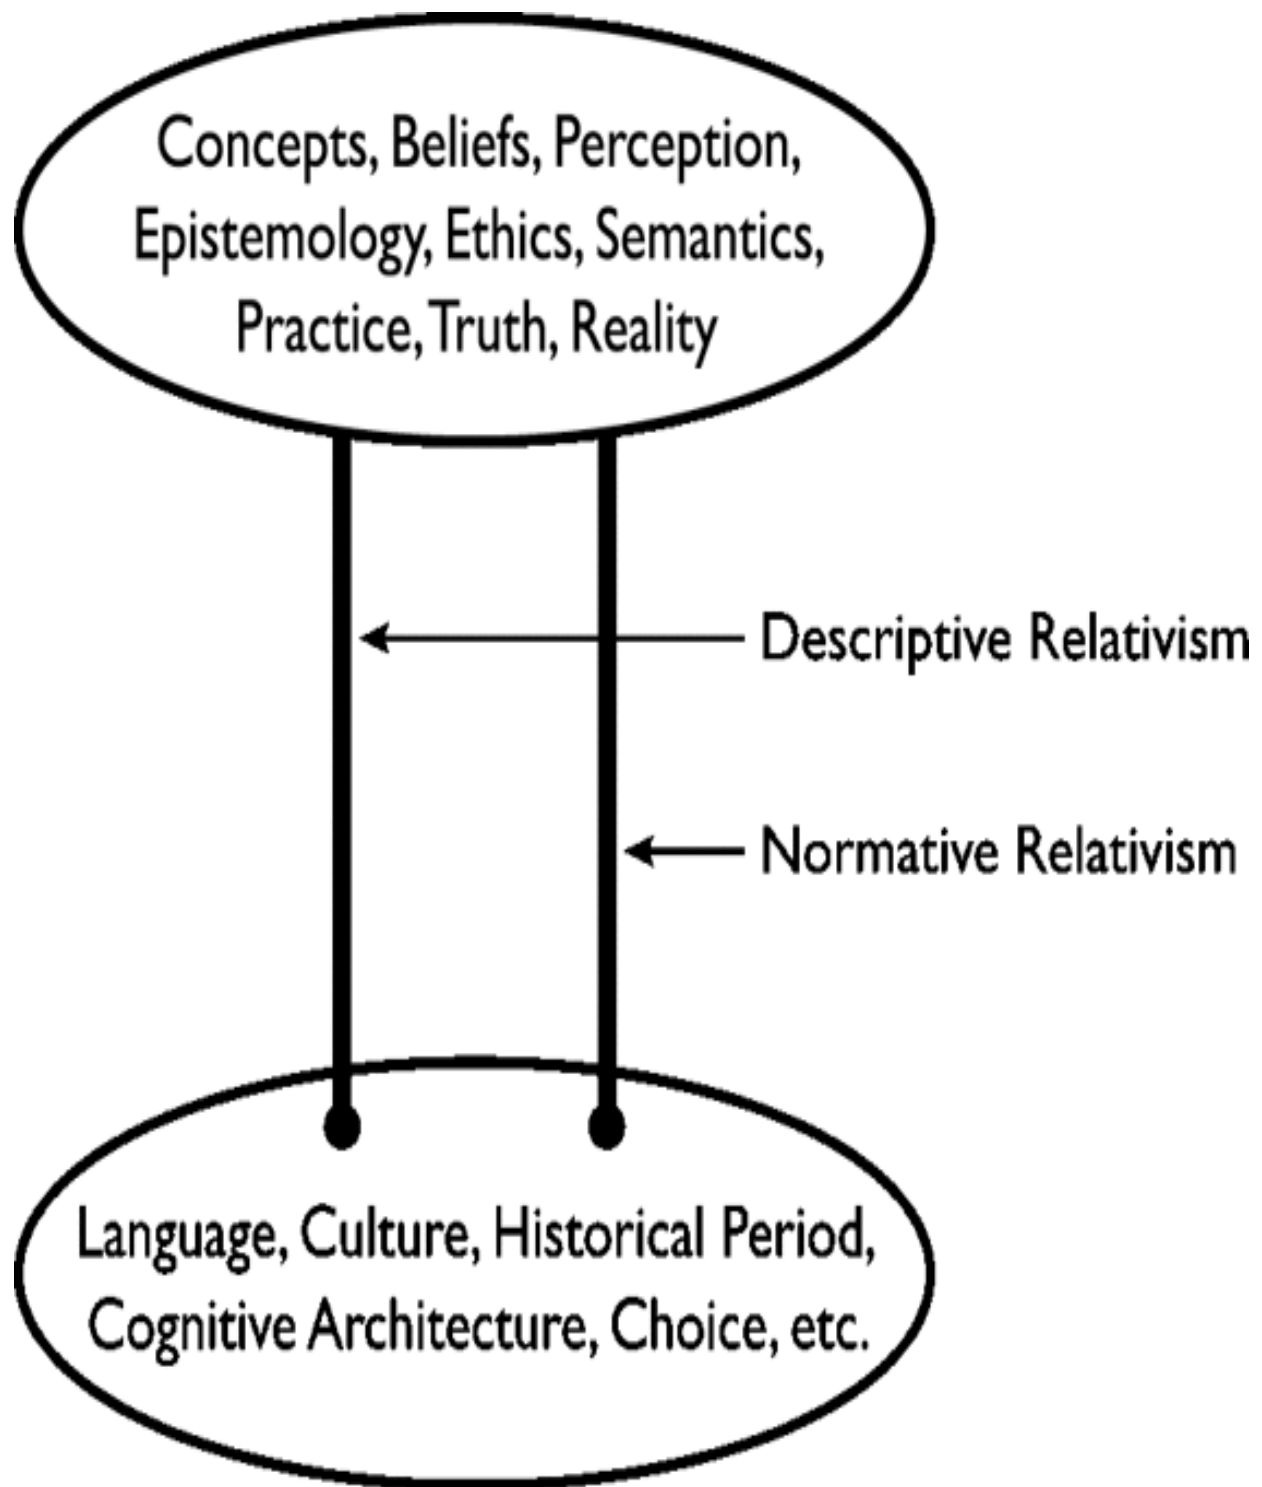 Concepts, Beliefs, Perception,
Epistemology, Ethics, Semantics,
Practice, Truth, Reality
Descriptive Relativism
Normative Relativism
Language, Culture, Historical Period,
Cognitive Architecture, Choice, etc.